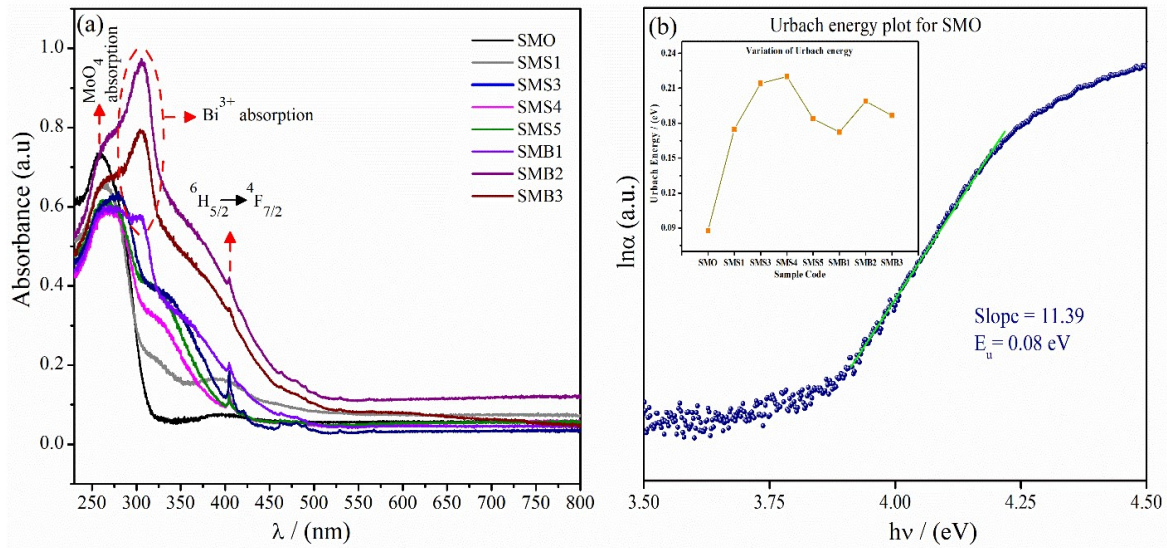 (a)
MoO4
absorption
Bi3+ absorption
6H5/2 → 4F7/2
SMO
SMS1
SMS3
SMS4
SMS5
SMB1
SMB2
SMB3
1.0
0.8
0.6
0.4
0.2
0.0
Absorbance (a.u)
250 300 350 400 450 500 550 600 650 700 750 800
λ / (nm)
(b)
Urbach energy plot for SMO
Variation of Urbach energy
0.24
0.21
0.18
0.15
0.12
0.09
Urbach Energy / (eV)
SMO SMS1 SMS3 SMS4 SMS5 SMB1 SMB2 SMB3
Sample Code
Slope = 11.39
Eu = 0.08 eV
lnα (a.u.)
3.50 3.75 4.00 4.25 4.50
hν / (eV)